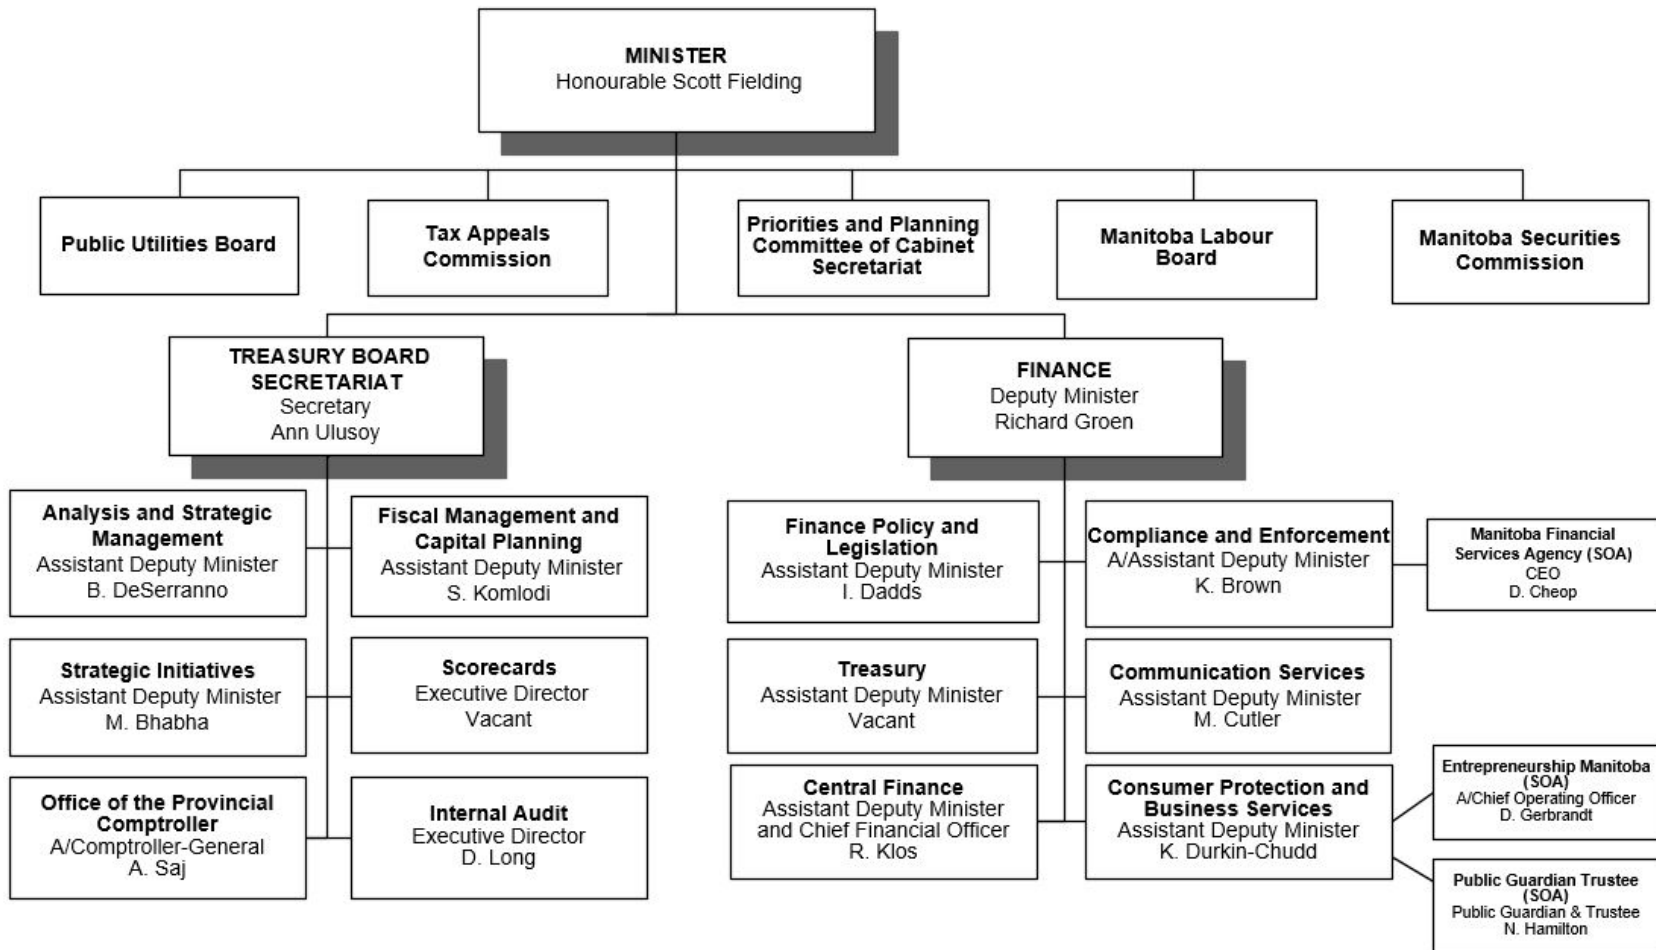 MINISTER
Honourable Scott Fielding
Public Utilities Board
Tax Appeals
Commission
Priorities and Planning
Committee of Cabinet
Secretariat
Manitoba Labour
Board
Manitoba Securities
Commission
TREASURY BOARD
SECRETARIAT
Secretary
Ann Ulusoy
FINANCE
Deputy Minister
Richard Groen
Analysis and Strategic
Management
Assistant Deputy Minister
B. DeSerranno
Fiscal Management and
Capital Planning
Assistant Deputy Minister
S. Komlodi
Finance Policy and
Legislation
Assistant Deputy Minister
I. Dadds
Compliance and Enforcement
A/Assistant Deputy Minister
K. Brown
Manitoba Financial
Services Agency (SOA)
CEO
D. Cheop
Strategic Initiatives
Assistant Deputy Minister
M. Bhabha
Scorecards
Executive Director
Vacant
Treasury
Assistant Deputy Minister
Vacant
Communication Services
Assistant Deputy Minister
M. Cutler
Office of the Provincial
Comptroller
A/Comptroller-General
A. Saj
Internal Audit
Executive Director
D. Long
Central Finance
Assistant Deputy Minister
and Chief Financial Officer
R. Klos
Consumer Protection and
Business Services
Assistant Deputy Minister
K. Durkin-Chudd
Entrepreneurship Manitoba
(SOA)
A/Chief Operating Officer
D. Gerbrandt
Public Guardian Trustee
(SOA)
Public Guardian & Trustee
N. Hamilton